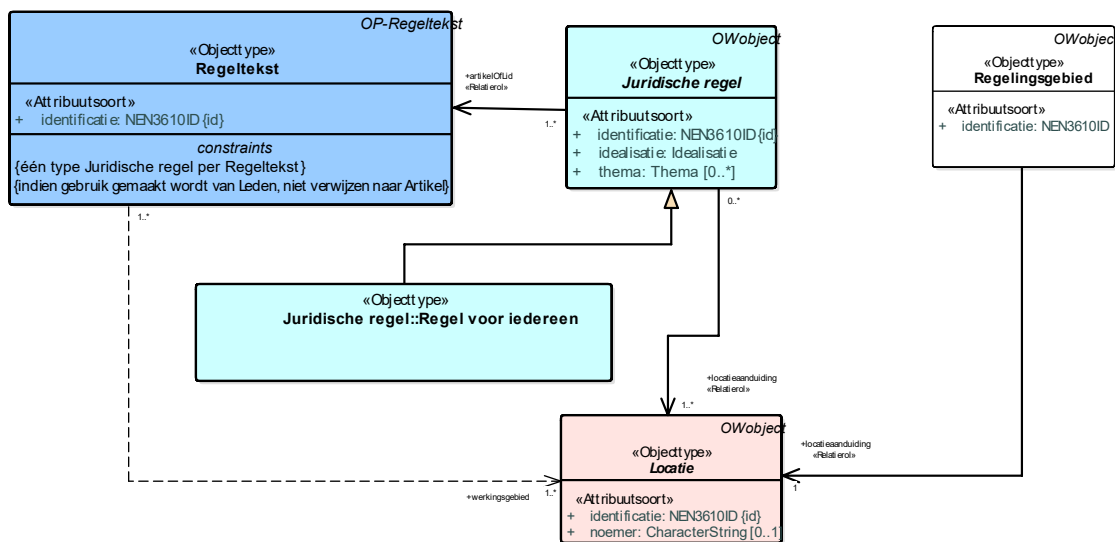 OP-Regeltekst
«Objecttype»
Regeltekst
«Attribuutsoort»
+ identificatie: NEN3610ID {id}
constraints
{één type Juridische regel per Regeltekst}
{indien gebruik gemaakt wordt van Leden, niet verwijzen naar Artikel}
+artikelOfLid
«Relatierol»
1..*
OWobject
«Objecttype»
Juridische regel
«Attribuutsoort»
+ identificatie: NEN3610ID {id}
+ idealisatie: Idealisatie
+ thema: Thema [0..*]
OWobject
«Objecttype»
Regelingsgebied
«Attribuutsoort»
+ identificatie: NEN3610ID
1..*
0..*
«Objecttype»
Juridische regel::Regel voor iedereen
+locatieaanduiding
«Relatierol»
1..*
+locatieaanduiding
«Relatierol»
1
+werkingsgebied
1..*
OWobject
«Objecttype»
Locatie
«Attribuutsoort»
+ identificatie: NEN3610ID {id}
+ noemer: CharacterString [0..1]